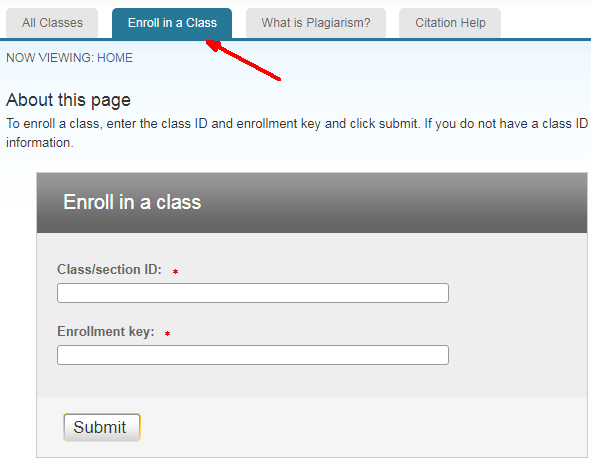 All Classes
Enroll in a Class
What is Plagiarism?
Citation Help
NOW VIEWING: HOME
About this page
To enroll a class, enter the class ID and enrollment key and click submit. If you do not have a class ID
information.
Enroll in a class
Class/section ID: *
Enrollment key: *
Submit